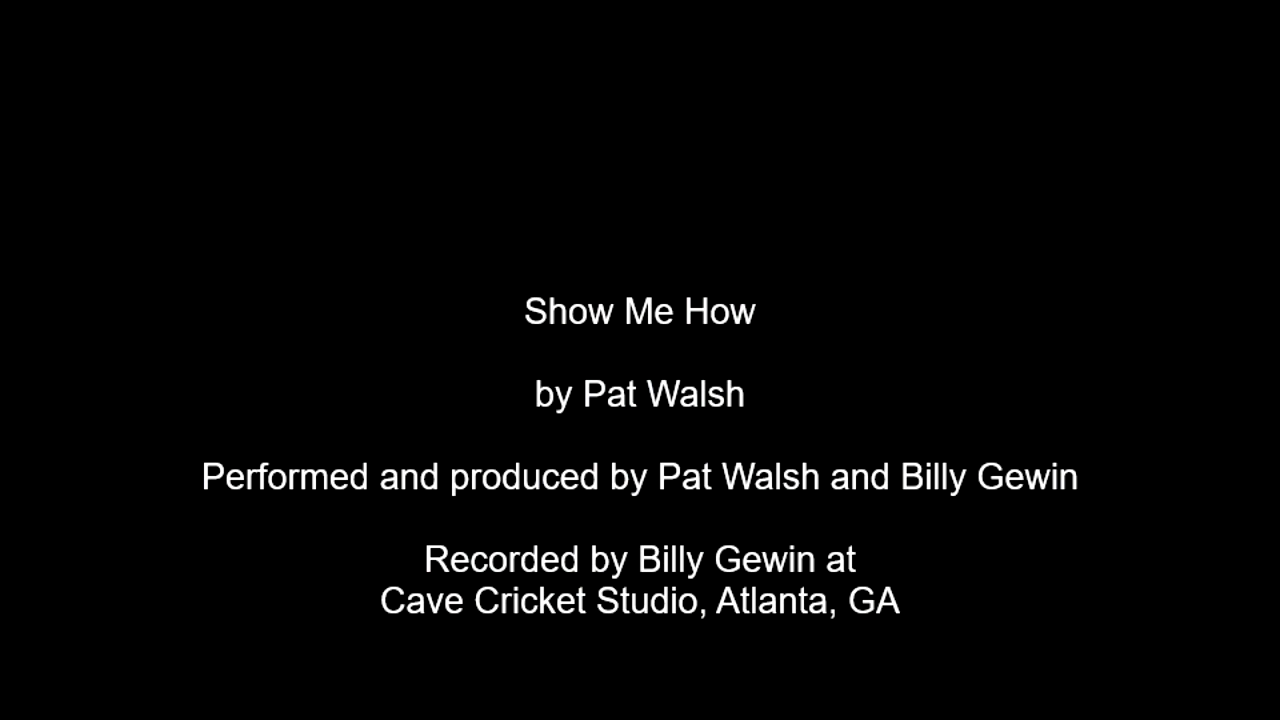 Show Me How
by Pat Walsh
Performed and produced by Pat Walsh and Billy Gewin
Recorded by Billy Gewin at
Cave Cricket Studio, Atlanta, GA